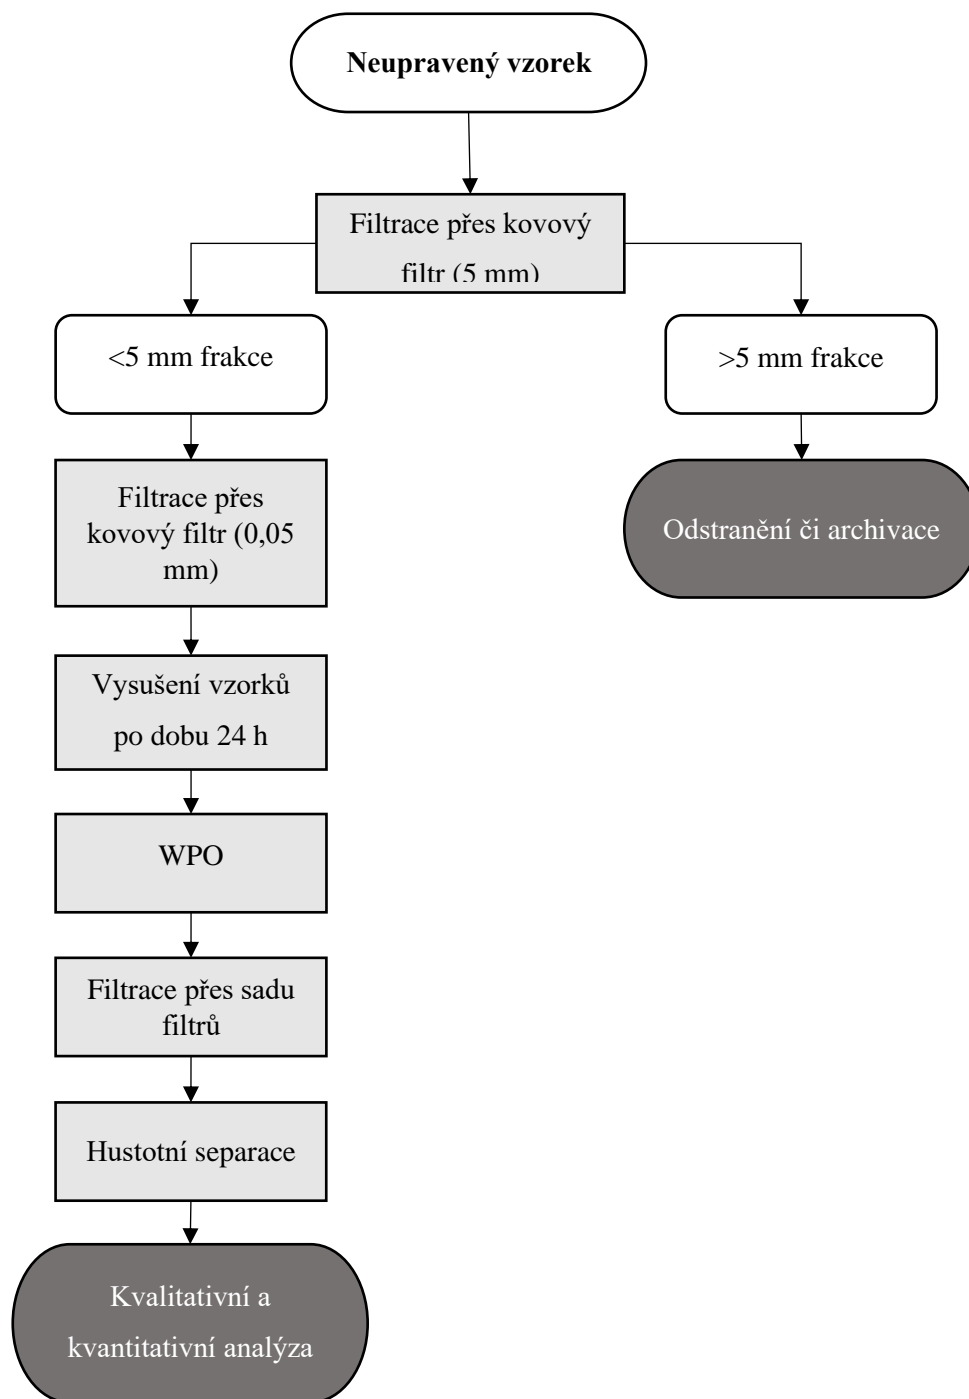 Neupravený vzorek
Filtrace přes kovový
filtr (5 mm)
<5 mm frakce
>5 mm frakce
Filtrace přes
kovový filtr (0,05
mm)
Odstranění či archivace
Vysušení vzorků
po dobu 24 h
WPO
Filtrace přes sadu
filtrů
Hustotní separace
Kvalitativní a
kvantitativní analýza